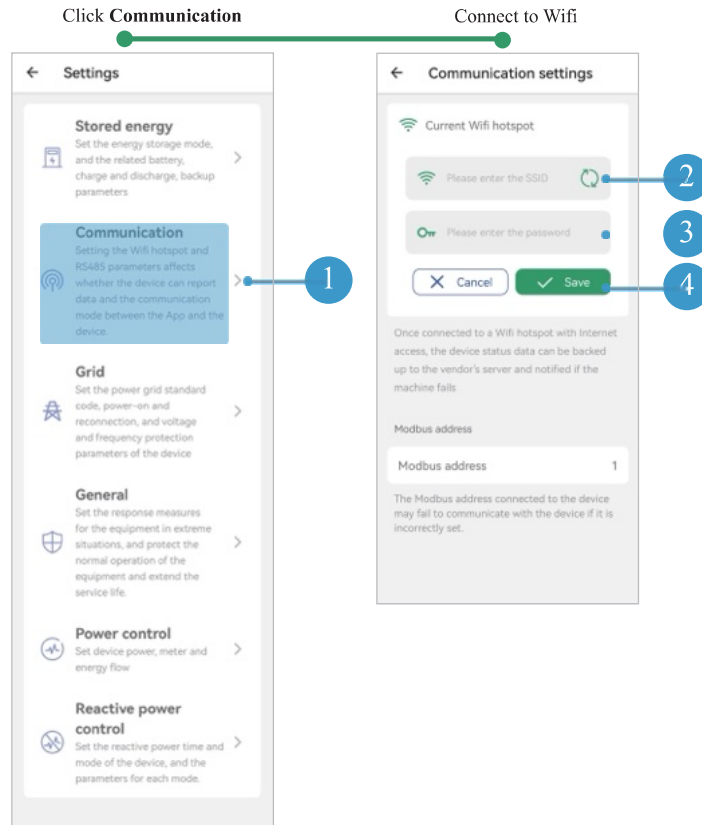 Click Communication
Connect to Wifi
Settings
Stored energy
Set the energy storage mode,
and the related battery,
charge and discharge, backup
parameters
Communication
Setting the Wifi hotspot and
RS485 parameters affects
whether the device can report
data and the communication
mode between the App and the
device.
1
Grid
Set the power grid standard
code, power-on and
reconnection, and voltage
and frequency protection
parameters of the device
General
Set the response measures
for the equipment in extreme
situations, and protect the
normal operation of the
equipment and extend the
service life.
Power control
Set device power, meter and
energy flow
Reactive power
control
Set the reactive power time and
mode of the device, and the
parameters for each mode.
Communication settings
Current Wifi hotspot
Please enter the SSID
2
Please enter the password
3
Cancel
Save
4
Once connected to a Wifi hotspot with Internet
access, the device status data can be backed
up to the vendor's server and notified if the
machine fails
Modbus address
Modbus address 1
The Modbus address connected to the device
may fail to communicate with the device if it is
incorrectly set.